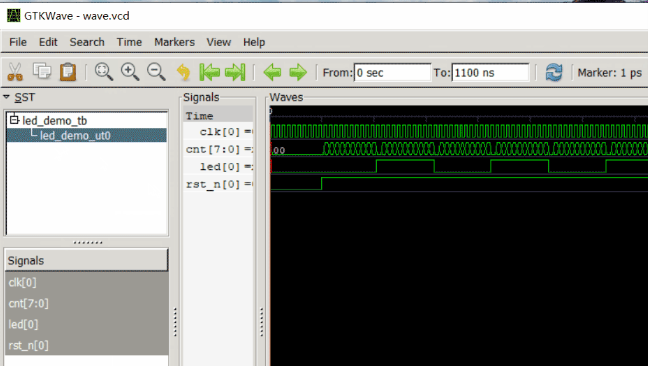 GTKWave - wave.vcd
File Edit Search Time Markers View Help
From: 0 sec To: 1100 ns Marker: 1 ps
SST
led_demo_tb
led_demo_ut0
Signals
clk[0]
cnt[7:0]
led[0]
rst_n[0]
Signals
Time
clk[0] =
cnt[7:0] =
led[0] =
rst_n[0] =
Waves
0
00